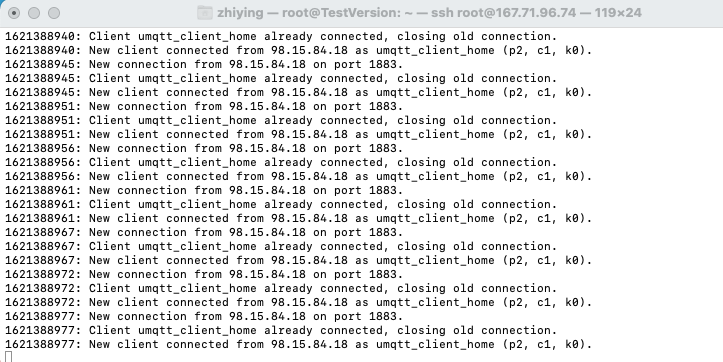 zhiying — root@TestVersion: ~ — ssh root@167.71.96.74 — 119×24
1621388940: Client umqtt_client_home already connected, closing old connection.
1621388940: New client connected from 98.15.84.18 as umqtt_client_home (p2, c1, k0).
1621388945: New connection from 98.15.84.18 on port 1883.
1621388945: Client umqtt_client_home already connected, closing old connection.
1621388945: New client connected from 98.15.84.18 as umqtt_client_home (p2, c1, k0).
1621388951: New connection from 98.15.84.18 on port 1883.
1621388951: Client umqtt_client_home already connected, closing old connection.
1621388951: New client connected from 98.15.84.18 as umqtt_client_home (p2, c1, k0).
1621388956: New connection from 98.15.84.18 on port 1883.
1621388956: Client umqtt_client_home already connected, closing old connection.
1621388956: New client connected from 98.15.84.18 as umqtt_client_home (p2, c1, k0).
1621388961: New connection from 98.15.84.18 on port 1883.
1621388961: Client umqtt_client_home already connected, closing old connection.
1621388961: New client connected from 98.15.84.18 as umqtt_client_home (p2, c1, k0).
1621388967: New connection from 98.15.84.18 on port 1883.
1621388967: Client umqtt_client_home already connected, closing old connection.
1621388967: New client connected from 98.15.84.18 as umqtt_client_home (p2, c1, k0).
1621388972: New connection from 98.15.84.18 on port 1883.
1621388972: Client umqtt_client_home already connected, closing old connection.
1621388972: New client connected from 98.15.84.18 as umqtt_client_home (p2, c1, k0).
1621388977: New connection from 98.15.84.18 on port 1883.
1621388977: Client umqtt_client_home already connected, closing old connection.
1621388977: New client connected from 98.15.84.18 as umqtt_client_home (p2, c1, k0).